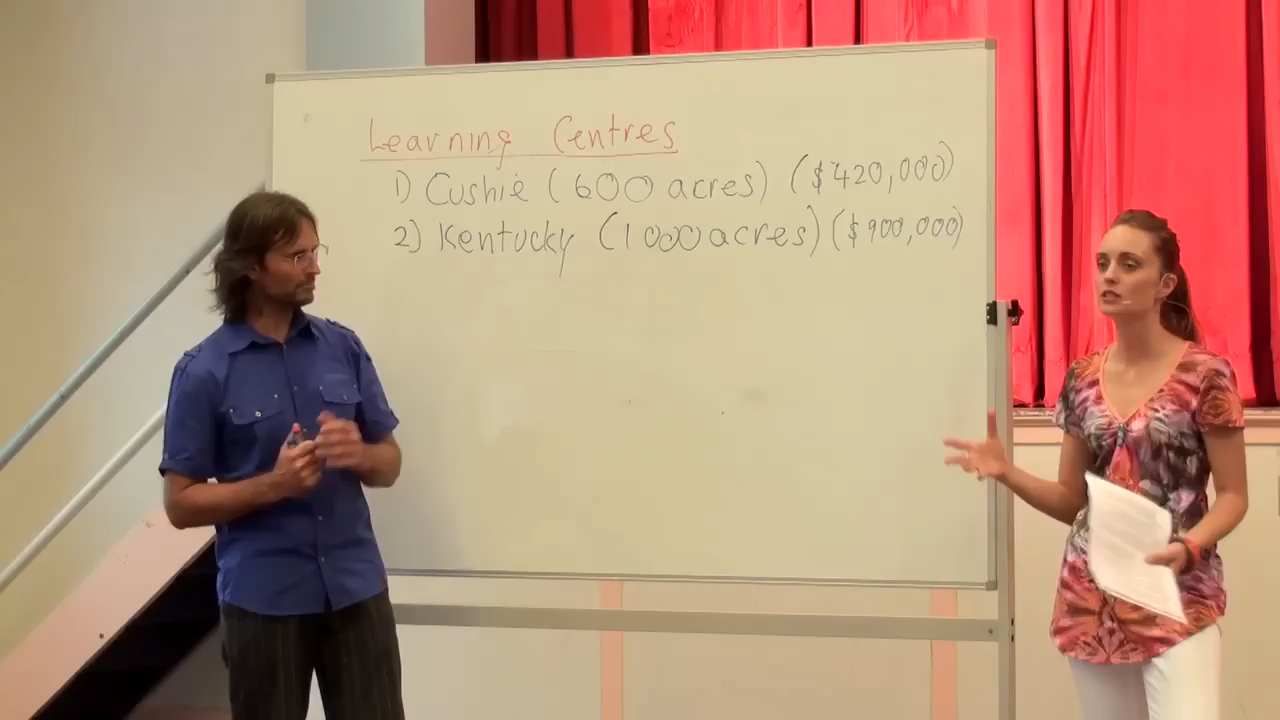 Learning Centres
1) Cushie (600 acres) ($420,000)
2) Kentucky (1000 acres) ($900,000)